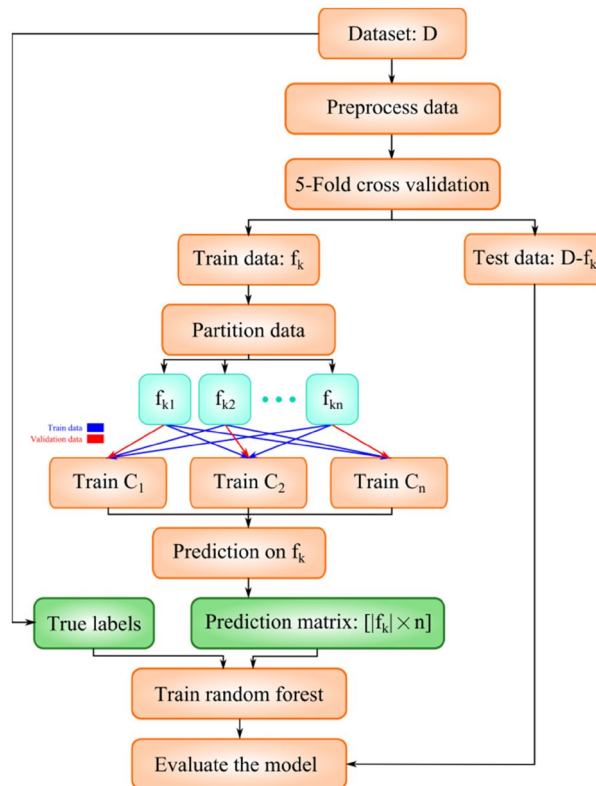 Dataset: D
Preprocess data
5-Fold cross validation
Train data: fₖ
Test data: D-fₖ
Partition data
fₖ₁
fₖ₂
fₖₙ
Train data
Validation data
Train C₁
Train C₂
Train Cₙ
Prediction on fₖ
True labels
Prediction matrix: [|fₖ|×n]
Train random forest
Evaluate the model